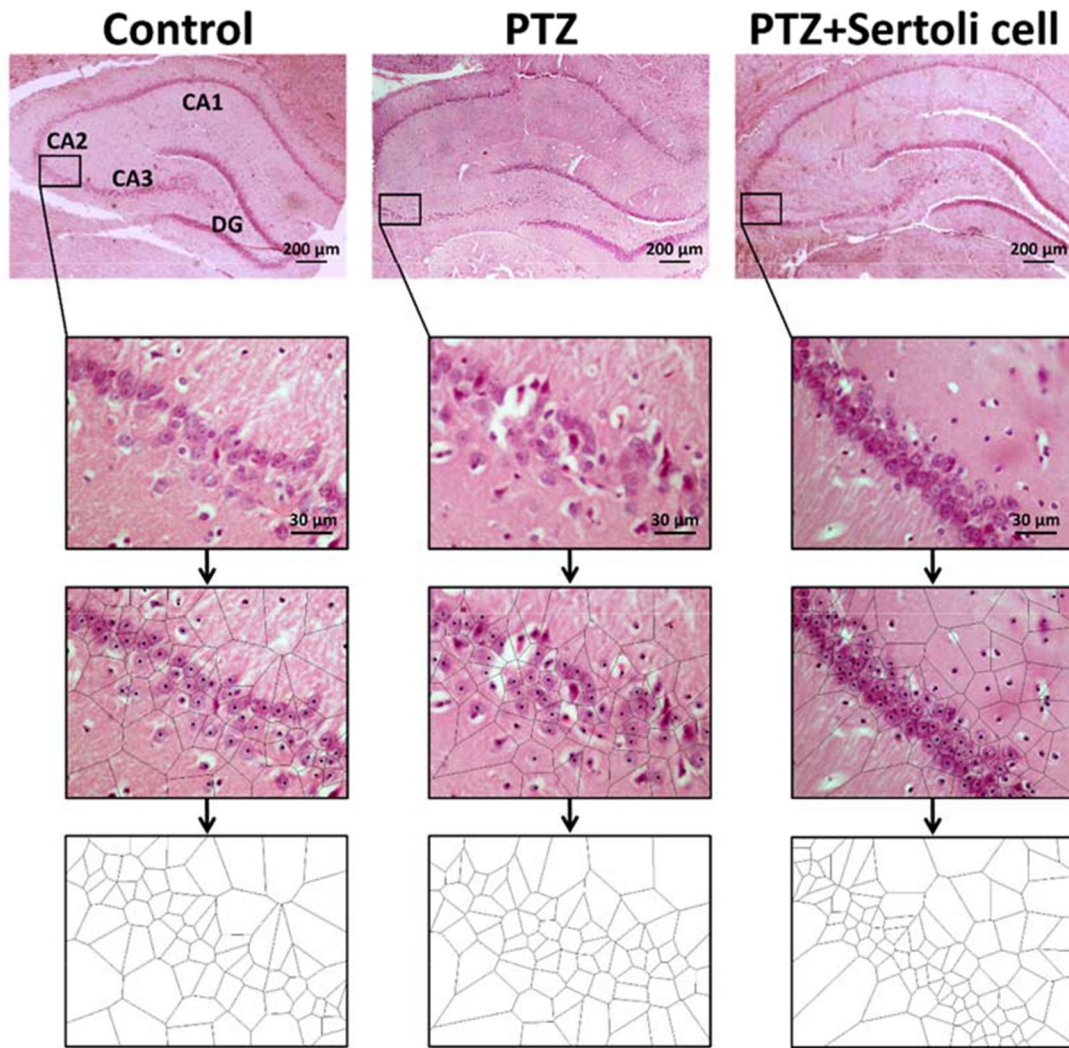 Control
PTZ
PTZ+Sertoli cell
CA1
CA2
CA3
DG
200 µm
200 µm
200 µm
30 µm
30 µm
30 µm